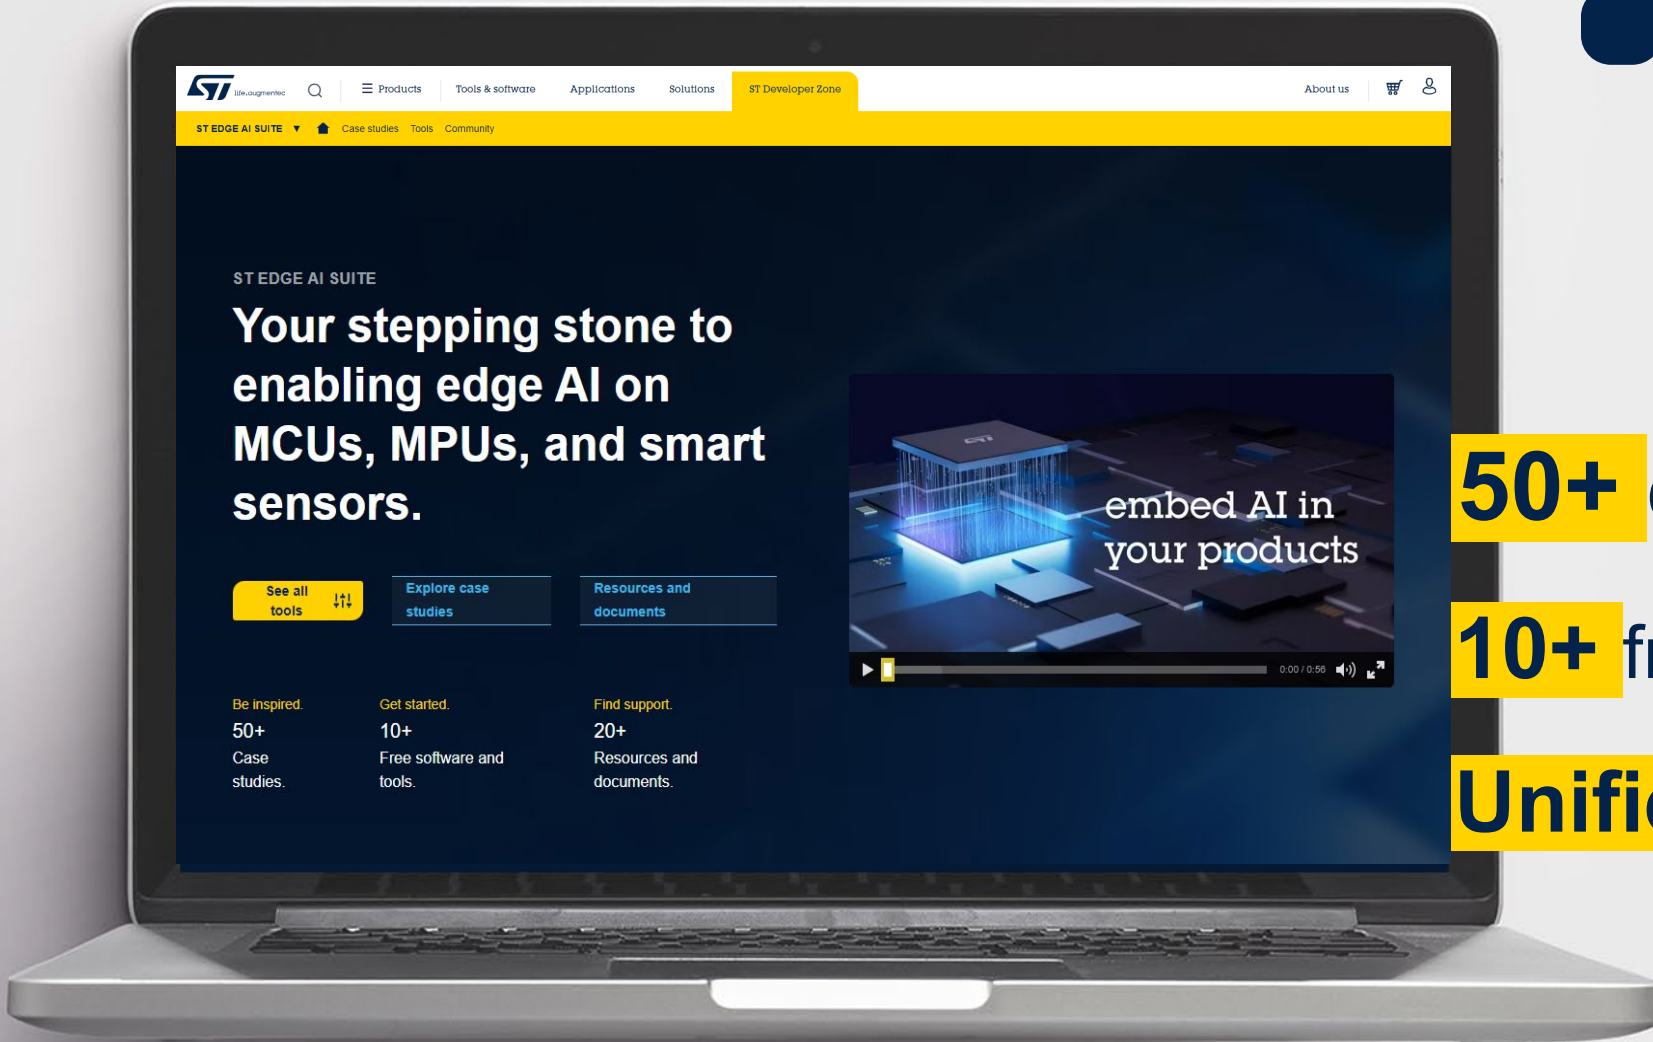 ST life.augmented
Products
Tools & software
Applications
Solutions
ST Developer Zone
About us
ST EDGE AI SUITE
Case studies
Tools
Community
ST EDGE AI SUITE
Your stepping stone to
enabling edge AI on
MCUs, MPUs, and smart
sensors.
See all
tools
Explore case
studies
Resources and
documents
Be inspired.
50+
Case
studies.
Get started.
10+
Free software and
tools.
Find support.
20+
Resources and
documents.
ST
embed AI in
your products
0:00 / 0:56
50+
10+